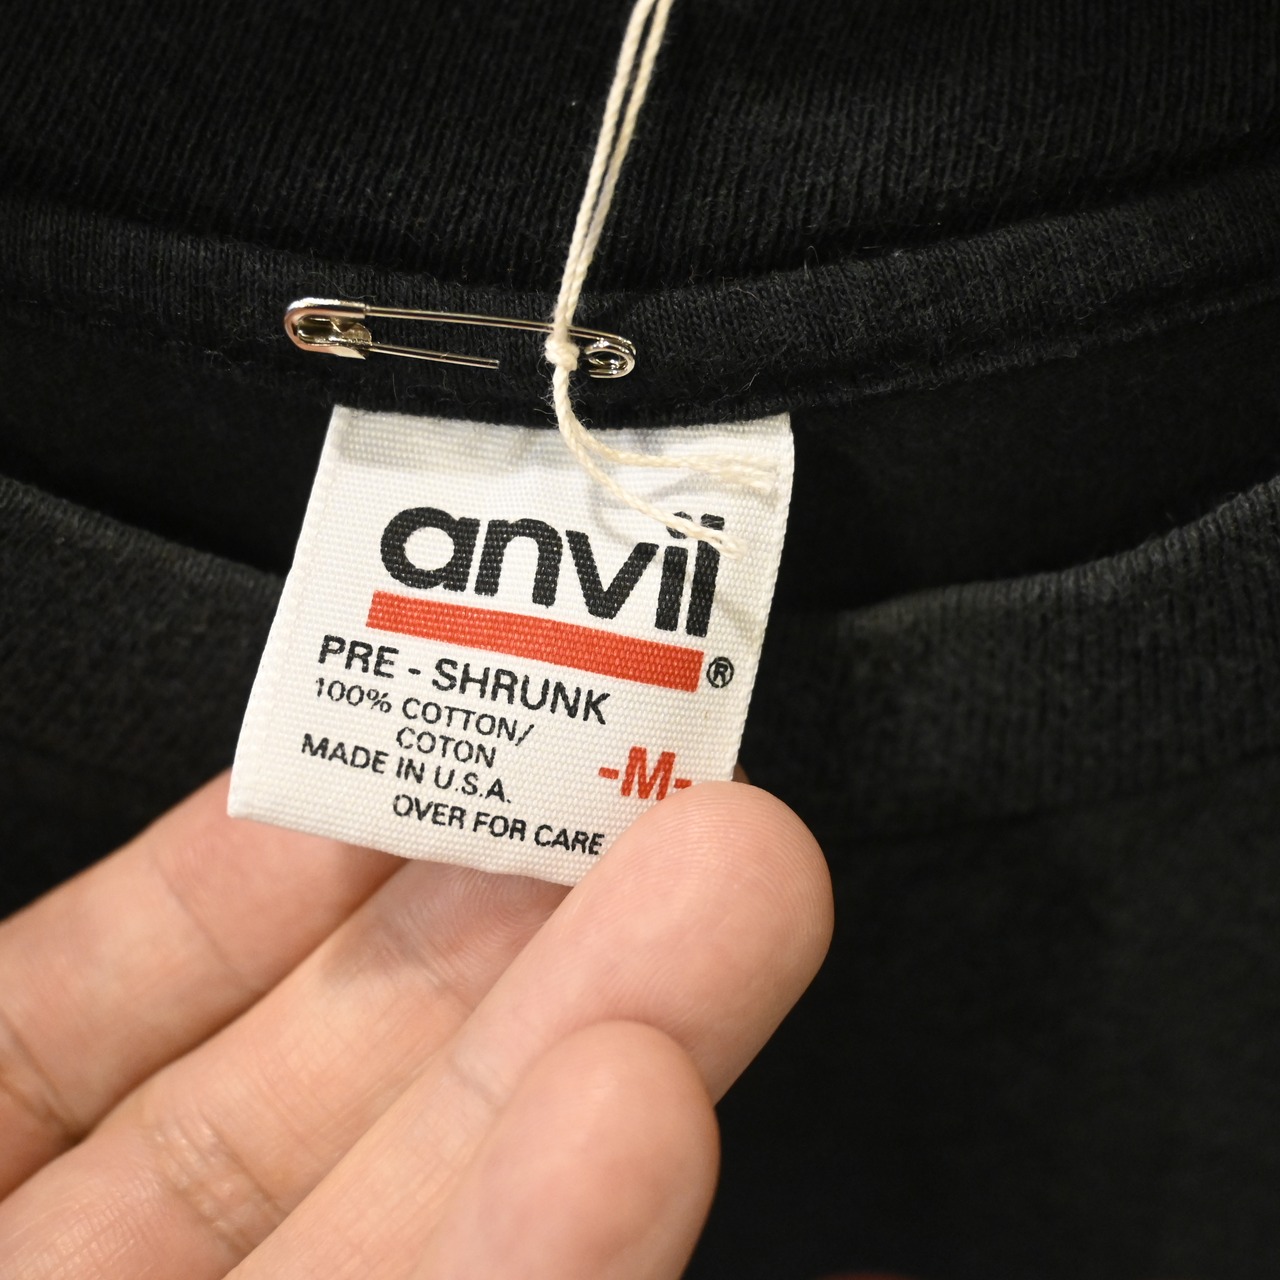 anvil
®
PRE - SHRUNK
100% COTTON/
COTON
MADE IN U.S.A.
-M-
OVER FOR CARE